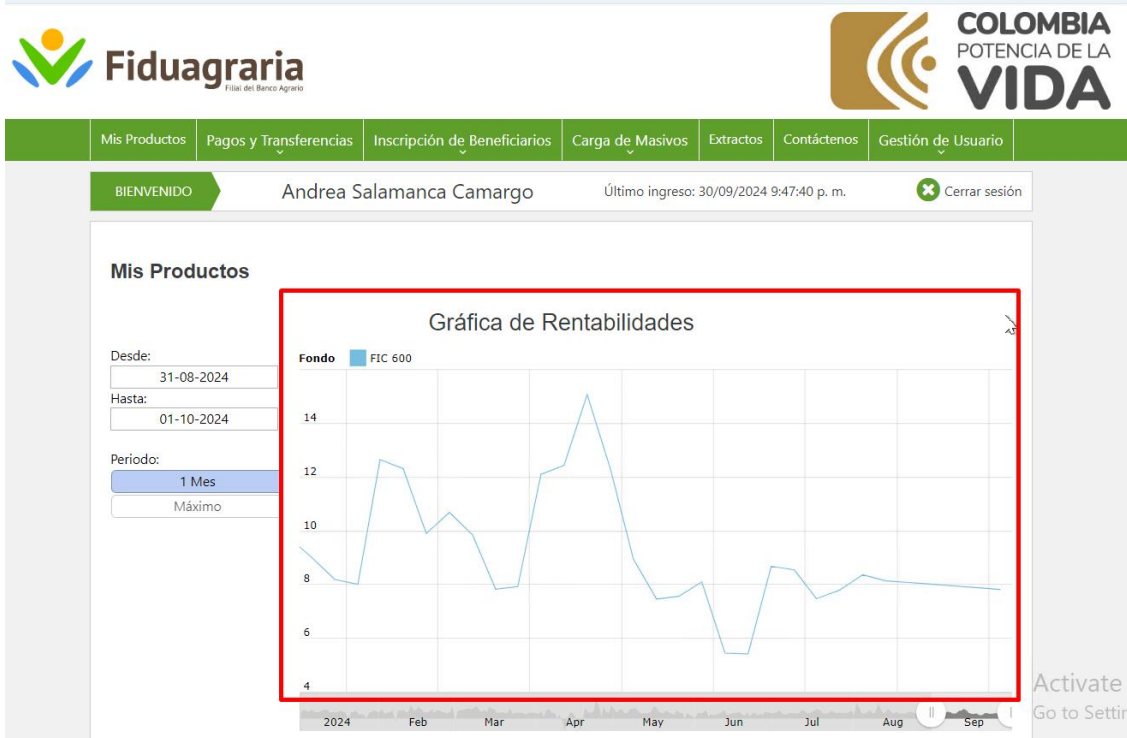 Fiduagraria
Filial del Banco Agrario
COLOMBIA
POTENCIA DE LA
VIDA
Mis Productos Pagos y Transferencias Inscripción de Beneficiarios Carga de Masivos Extractos Contáctenos Gestión de Usuario
BIENVENIDO Andrea Salamanca Camargo Último ingreso: 30/09/2024 9:47:40 p. m. Cerrar sesión
Mis Productos
Gráfica de Rentabilidades
Desde:
31-08-2024
Hasta:
01-10-2024
Periodo:
1 Mes
Máximo
Fondo FIC 600
14
12
10
8
6
4
2024 Feb Mar Apr May Jun Jul Aug Sep
Activate
Go to Settin